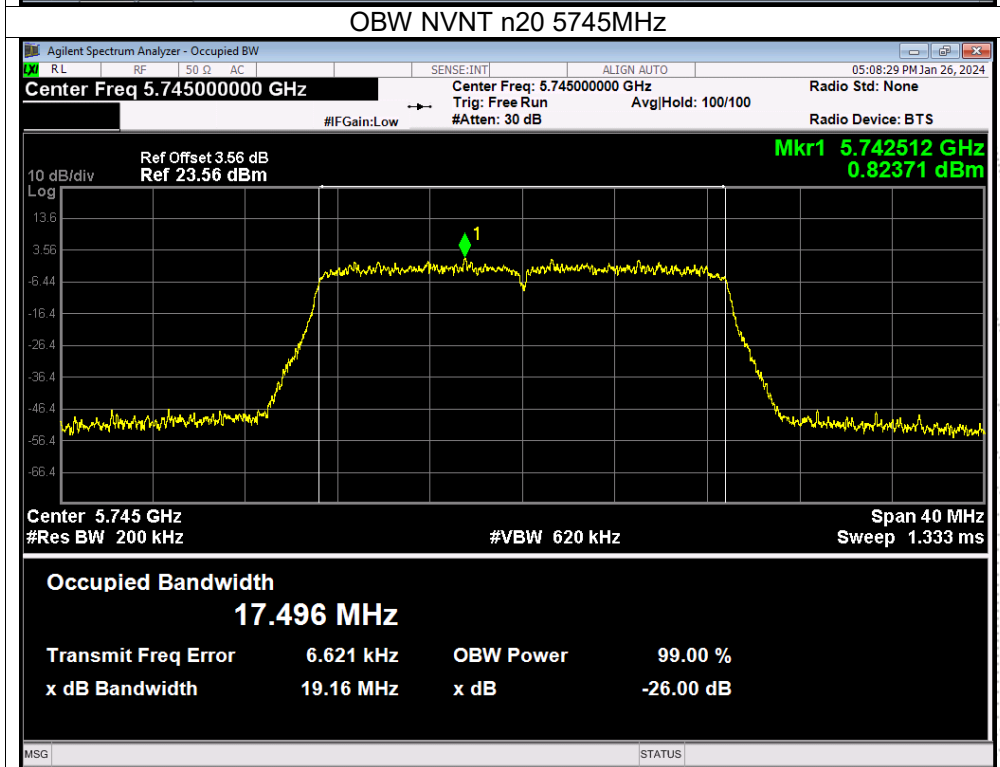 OBW NVNT n20 5745MHz
Agilent Spectrum Analyzer - Occupied BW
LXI RL RF 50 Ω AC SENSE:INT ALIGN AUTO 05:08:29 PM Jan 26, 2024
Center Freq 5.745000000 GHz Center Freq: 5.745000000 GHz Radio Std: None
Trig: Free Run Avg|Hold: 100/100
#IFGain:Low #Atten: 30 dB Radio Device: BTS
Mkr1 5.742512 GHz
0.82371 dBm
Ref Offset 3.56 dB
10 dB/div Ref 23.56 dBm
Log
13.6
3.56
-6.44
-16.4
-26.4
-36.4
-46.4
-56.4
-66.4
1
Center 5.745 GHz Span 40 MHz
#Res BW 200 kHz #VBW 620 kHz Sweep 1.333 ms
Occupied Bandwidth
17.496 MHz
Transmit Freq Error 6.621 kHz OBW Power 99.00 %
x dB Bandwidth 19.16 MHz x dB -26.00 dB
MSG STATUS